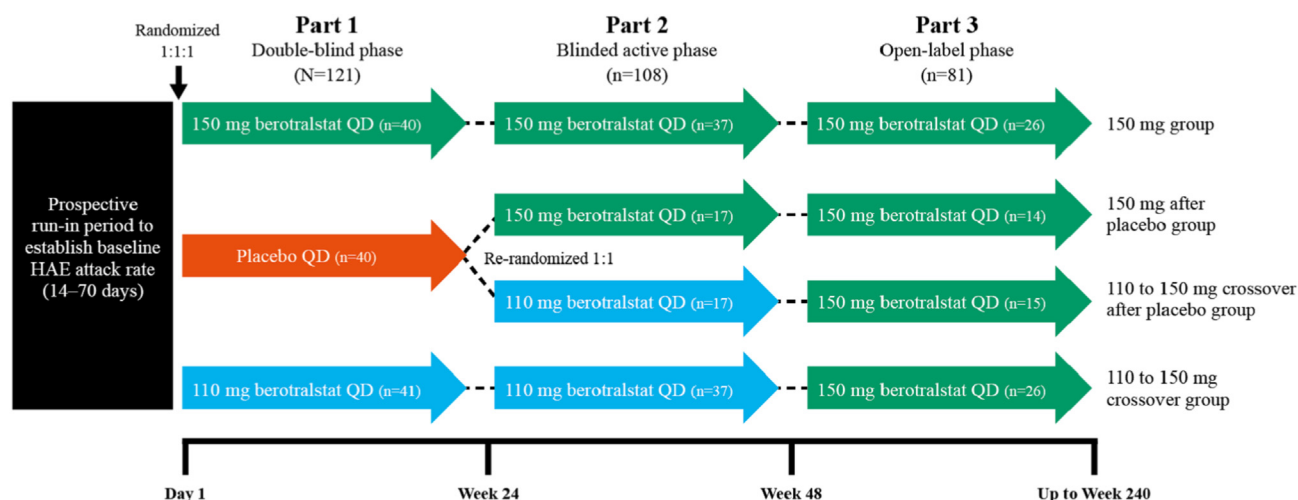 Randomized
1:1:1
Part 1
Double-blind phase
(N=121)
Part 2
Blinded active phase
(n=108)
Part 3
Open-label phase
(n=81)
Prospective
run-in period to
establish baseline
HAE attack rate
(14–70 days)
150 mg berotralstat QD (n=40)
150 mg berotralstat QD (n=37)
150 mg berotralstat QD (n=26)
150 mg group
Placebo QD (n=40)
Re-randomized 1:1
150 mg berotralstat QD (n=17)
150 mg berotralstat QD (n=14)
150 mg after
placebo group
110 mg berotralstat QD (n=17)
150 mg berotralstat QD (n=15)
110 to 150 mg crossover
after placebo group
110 mg berotralstat QD (n=41)
110 mg berotralstat QD (n=37)
150 mg berotralstat QD (n=26)
110 to 150 mg
crossover group
Day 1
Week 24
Week 48
Up to Week 240